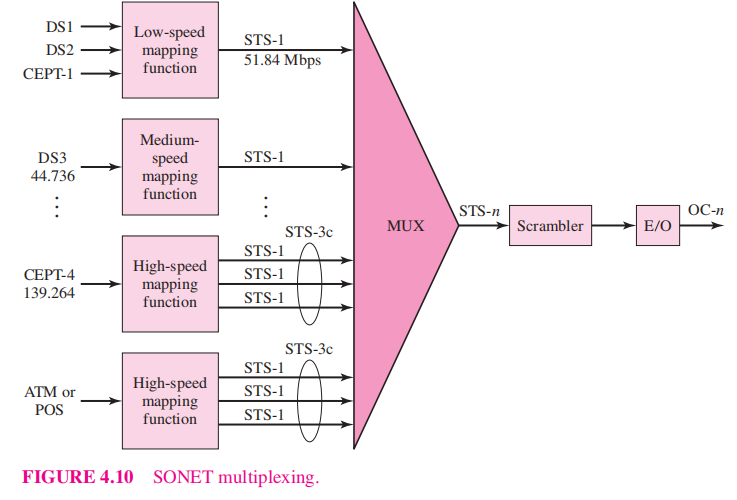 DS1
DS2
CEPT-1
Low-speed
mapping
function
STS-1
51.84 Mbps
DS3
44.736
Medium-
speed
mapping
function
STS-1
CEPT-4
139.264
High-speed
mapping
function
STS-3c
STS-1
STS-1
STS-1
ATM or
POS
High-speed
mapping
function
STS-3c
STS-1
STS-1
STS-1
MUX
STS-n
Scrambler
E/O
OC-n
FIGURE 4.10 SONET multiplexing.